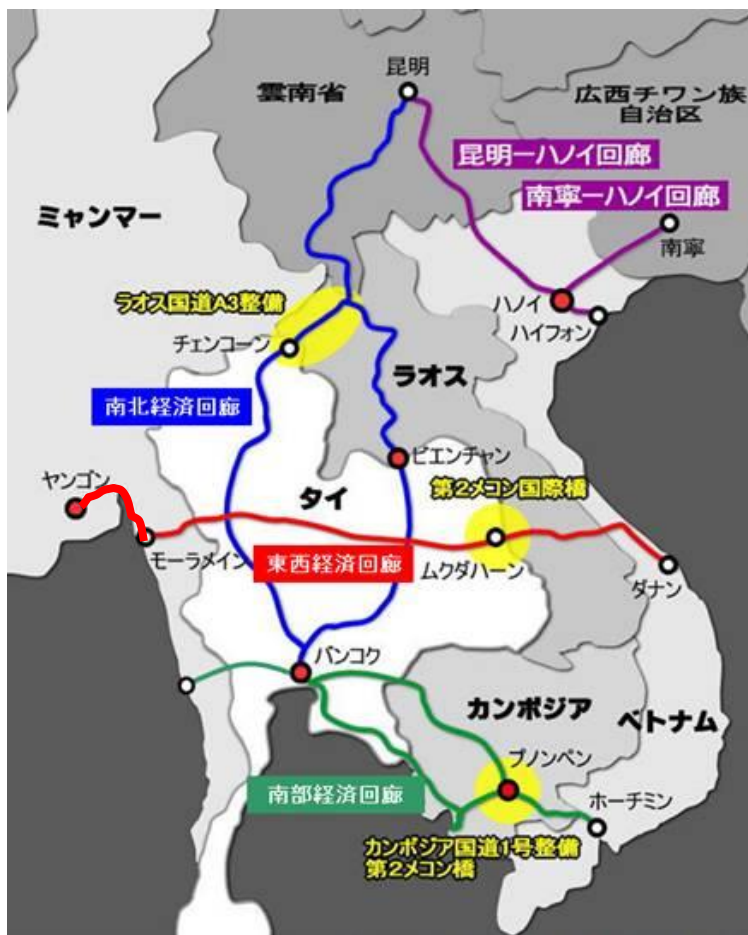 昆明
雲南省
広西チワン族
自治区
昆明ーハノイ回廊
南寧ーハノイ回廊
ミャンマー
南寧
ラオス国道A3整備
ハノイ
ハイフォン
チェンコーン
ラオス
南北経済回廊
ビエンチャン
ヤンゴン
タイ
第2メコン国際橋
モーラメイン
東西経済回廊
ムクダハーン
ダナン
バンコク
カンボジア
ベトナム
プノンペン
南部経済回廊
ホーチミン
カンボジア国道1号整備
第2メコン橋